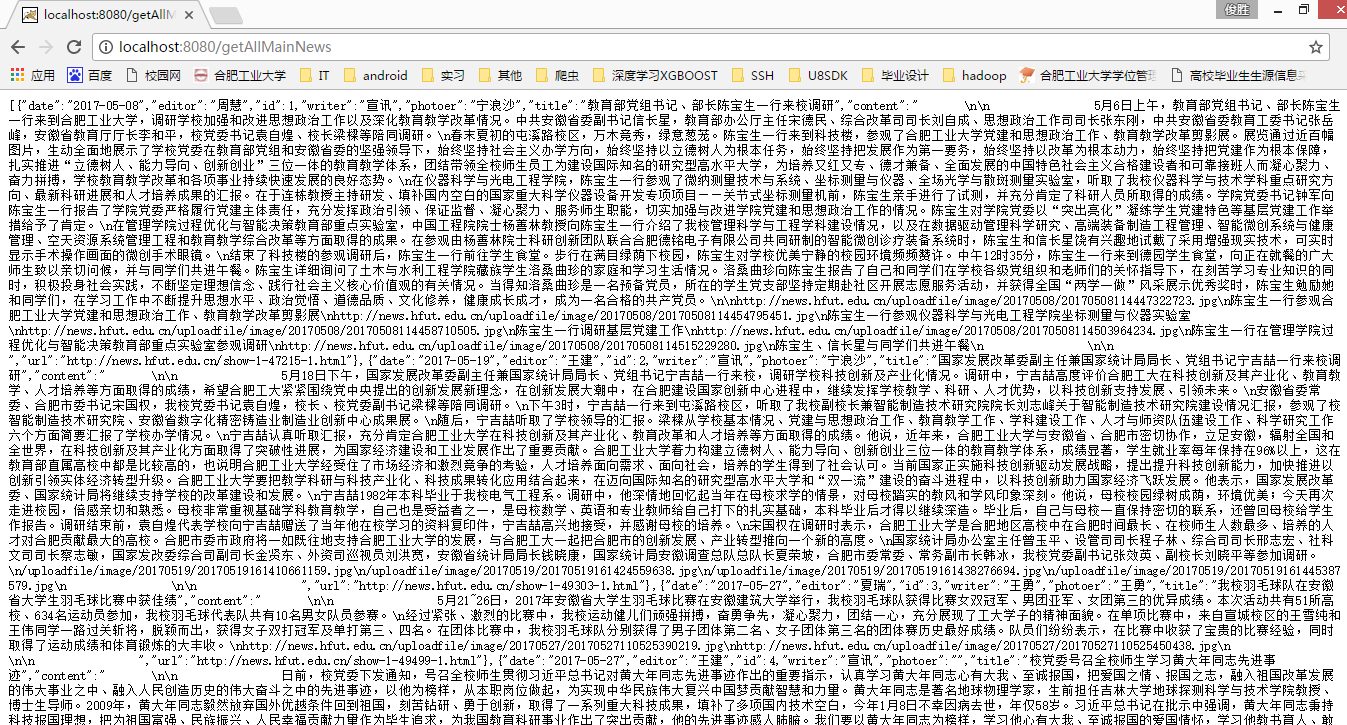 localhost:8080/getAllM
俊胜
localhost:8080/getAllMainNews
应用 百度 校园网 合肥工业大学 IT android 实习 其他 爬虫 深度学习XGBOOST SSH U8SDK 毕业设计 hadoop 合肥工业大学学位管 高校毕业生生源信息采
[{"date":"2017-05-08","editor":"周慧","id":1,"writer":"宣讯","photoer":"宁浪沙","title":"教育部党组书记、部长陈宝生一行来校调研","content":" \n\n 5月6日上午，教育部党组书记、部长陈宝生
一行来到合肥工业大学，调研学校加强和改进思想政治工作以及深化教育教学改革情况。中共安徽省委副书记信长星，教育部办公厅主任宋德民、综合改革司司长刘自成、思想政治工作司司长张东刚，中共安徽省委教育工委书记张岳
峰，安徽省教育厅厅长李和平，校党委书记袁自煌、校长梁樑等陪同调研。\n春末夏初的屯溪路校区，万木竞秀，绿意葱茏。陈宝生一行来到科技楼，参观了合肥工业大学党建和思想政治工作、教育教学改革剪影展。展览通过近百幅
图片，生动全面地展示了学校党委在教育部党组和安徽省委的坚强领导下，始终坚持社会主义办学方向，始终坚持以立德树人为根本任务，始终坚持把发展作为第一要务，始终坚持以改革为根本动力，始终坚持把党建作为根本保障，
扎实推进“立德树人、能力导向、创新创业”三位一体的教育教学体系，团结带领全校师生员工为建设国际知名的研究型高水平大学，为培养又红又专、德才兼备、全面发展的中国特色社会主义合格建设者和可靠接班人而凝心聚力、
奋力拼搏，学校教育教学改革和各项事业持续快速发展的良好态势。\n在仪器科学与光电工程学院，陈宝生一行参观了微纳测量技术与系统、坐标测量与仪器、全场光学与散斑测量实验室，听取了我校仪器科学与技术学科重点研究方
向、最新科研进展和人才培养成果的汇报。在于连栋教授主持研发、填补国内空白的国家重大科学仪器设备开发专项项目－－关节式坐标测量机前，陈宝生亲手进行了试测，并充分肯定了科研人员所取得的成绩。学院党委书记钟军向
陈宝生一行报告了学院党委严格履行党建主体责任，充分发挥政治引领、保证监督、凝心聚力、服务师生职能，切实加强与改进学院党建和思想政治工作的情况。陈宝生对学院党委以“突出亮化”凝练学生党建特色等基层党建工作举
措给予了肯定。\n在管理学院过程优化与智能决策教育部重点实验室，中国工程院院士杨善林教授向陈宝生一行介绍了我校管理科学与工程学科建设情况，以及在数据驱动管理科学研究、高端装备制造工程管理、智能微创系统与健康
管理、空天资源系统管理工程和教育教学综合改革等方面取得的成果。在参观由杨善林院士科研创新团队联合合肥德铭电子有限公司共同研制的智能微创诊疗装备系统时，陈宝生和信长星饶有兴趣地试戴了采用增强现实技术，可实时
显示手术操作画面的微创手术眼镜。\n结束了科技楼的参观调研后，陈宝生一行前往学生食堂。步行在满目绿荫下校园，陈宝生对学校优美宁静的校园环境频频赞许。中午12时35分，陈宝生一行来到德园学生食堂，向正在就餐的广大
师生致以亲切问候，并与同学们共进午餐。陈宝生详细询问了土木与水利工程学院藏族学生洛桑曲珍的家庭和学习生活情况。洛桑曲珍向陈宝生报告了自己和同学们在学校各级党组织和老师们的关怀指导下，在刻苦学习专业知识的同
时，积极投身社会实践，不断坚定理想信念、践行社会主义核心价值观的有关情况。当得知洛桑曲珍是一名预备党员，所在的学生党支部坚持定期赴社区开展志愿服务活动，并获得全国“两学一做”风采展示优秀奖时，陈宝生勉励她
和同学们，在学习工作中不断提升思想水平、政治觉悟、道德品质、文化修养，健康成长成才，成为一名合格的共产党员。\n\nhttp://news.hfut.edu.cn/uploadfile/image/20170508/20170508114447322723.jpg\n陈宝生一行参观合
肥工业大学党建和思想政治工作、教育教学改革剪影展\nhttp://news.hfut.edu.cn/uploadfile/image/20170508/20170508114454795451.jpg\n陈宝生一行参观仪器科学与光电工程学院坐标测量与仪器实验室
\nhttp://news.hfut.edu.cn/uploadfile/image/20170508/20170508114458710505.jpg\n陈宝生一行调研基层党建工作\nhttp://news.hfut.edu.cn/uploadfile/image/20170508/20170508114503964234.jpg\n陈宝生一行在管理学院过
程优化与智能决策教育部重点实验室参观调研\nhttp://news.hfut.edu.cn/uploadfile/image/20170508/20170508114515229280.jpg\n陈宝生、信长星与同学们共进午餐\n \n\n
","url":"http://news.hfut.edu.cn/show-1-47215-1.html"},{"date":"2017-05-19","editor":"王建","id":2,"writer":"宣讯","photoer":"宁浪沙","title":"国家发展改革委副主任兼国家统计局局长、党组书记宁吉喆一行来校调
研","content":" \n\n 5月18日下午，国家发展改革委副主任兼国家统计局局长、党组书记宁吉喆一行来校，调研学校科技创新及产业化情况。调研中，宁吉喆高度评价合肥工大在科技创新及其产业化、教育教
学、人才培养等方面取得的成绩，希望合肥工大紧紧围绕党中央提出的创新发展新理念，在创新发展大潮中，在合肥建设国家创新中心进程中，继续发挥学校教学、科研、人才优势，以科技创新支持发展、引领未来。\n安徽省委常
委、合肥市委书记宋国权，我校党委书记袁自煌，校长、校党委副书记梁樑等陪同调研。\n下午3时，宁吉喆一行来到屯溪路校区，听取了我校副校长兼智能制造技术研究院院长刘志峰关于智能制造技术研究院建设情况汇报，参观了校
智能制造技术研究院、安徽省数字化精密铸造业制造业创新中心成果展。\n随后，宁吉喆听取了学校领导的汇报。梁樑从学校基本情况、党建与思想政治工作、教育教学工作、学科建设工作、人才与师资队伍建设工作、科学研究工作
六个方面简要汇报了学校办学情况。\n宁吉喆认真听取汇报，充分肯定合肥工业大学在科技创新及其产业化、教育改革和人才培养等方面取得的成绩。他说，近年来，合肥工业大学与安徽省、合肥市密切协作，立足安徽，辐射全国和
全世界，在科技创新及其产业化方面取得了突破性进展，为国家经济建设和工业发展作出了重要贡献。合肥工业大学着力构建立德树人、能力导向、创新创业三位一体的教育教学体系，成绩显著，学生就业率每年保持在96%以上，这在
教育部直属高校中都是比较高的，也说明合肥工业大学经受住了市场经济和激烈竞争的考验，人才培养面向需求、面向社会，培养的学生得到了社会认可。当前国家正实施科技创新驱动发展战略，提出提升科技创新能力，加快推进以
创新引领实体经济转型升级。合肥工业大学要把教学科研与科技产业化、科技成果转化应用结合起来，在迈向国际知名的研究型高水平大学和“双一流”建设的奋斗进程中，以科技创新助力国家经济飞跃发展。他表示，国家发展改革
委、国家统计局将继续支持学校的改革建设和发展。\n宁吉喆1982年本科毕业于我校电气工程系。调研中，他深情地回忆起当年在母校求学的情景，对母校踏实的教风和学风印象深刻。他说，母校校园绿树成荫，环境优美，今天再次
走进校园，倍感亲切和熟悉。母校非常重视基础学科教育教学，自己也是受益者之一，是母校数学、英语和专业教师给自己打下的扎实基础，本科毕业后才得以继续深造。毕业后，自己与母校一直保持密切的联系，还曾回母校给学生
作报告。调研结束前，袁自煌代表学校向宁吉喆赠送了当年他在校学习的资料复印件，宁吉喆高兴地接受，并感谢母校的培养。 \n宋国权在调研时表示，合肥工业大学是合肥地区高校中在合肥时间最长、在校师生人数最多、培养的人
才对合肥贡献最大的高校。合肥市委市政府将一如既往地支持合肥工业大学的发展，与合肥工大一起把合肥市的创新发展、产业转型推向一个新的高度。 \n国家统计局办公室主任曾玉平、设管司司长程子林、综合司司长邢志宏、社科
文司司长蔡志敏，国家发改委综合司副司长金贤东、外资司巡视员刘洪宽，安徽省统计局局长钱晓康，国家统计局安徽调查总队总队长夏荣坡，合肥市委常委、常务副市长韩冰，我校党委副书记张效英、副校长刘晓平等参加调研。
\n/uploadfile/image/20170519/20170519161410661159.jpg\n/uploadfile/image/20170519/20170519161424559638.jpg\n/uploadfile/image/20170519/20170519161438276694.jpg\n/uploadfile/image/20170519/20170519161445387
579.jpg\n \n\n ","url":"http://news.hfut.edu.cn/show-1-49303-1.html"},{"date":"2017-05-27","editor":"夏瑞","id":3,"writer":"王勇","photoer":"王勇","title":"我校羽毛球队在安徽
省大学生羽毛球比赛中获佳绩","content":" \n\n 5月21~26日，2017年安徽省大学生羽毛球比赛在安徽建筑大学举行，我校羽毛球队获得比赛女双冠军、男团亚军、女团第三的优异成绩。本次活动共有51所高
校、634名运动员参加，我校羽毛球代表队共有10名男女队员参赛。\n经过紧张、激烈的比赛中，我校运动健儿们顽强拼搏，奋勇争先，凝心聚力，团结一心，充分展现了工大学子的精神面貌。在单项比赛中，来自宣城校区的王雪纯和
王伟同学一路过关斩将，脱颖而出，获得女子双打冠军及单打第三、四名。在团体比赛中，我校羽毛球队分别获得了男子团体第二名、女子团体第三名的团体赛历史最好成绩。队员们纷纷表示，在比赛中收获了宝贵的比赛经验，同时
取得了运动成绩和体育锻炼的大丰收。\nhttp://news.hfut.edu.cn/uploadfile/image/20170527/20170527110525390219.jpg\nhttp://news.hfut.edu.cn/uploadfile/image/20170527/20170527110525450438.jpg\n
\n\n ","url":"http://news.hfut.edu.cn/show-1-49499-1.html"},{"date":"2017-05-27","editor":"王建","id":4,"writer":"宣讯","photoer":"","title":"校党委号召全校师生学习黄大年同志先进事
迹","content":" \n\n 日前，校党委下发通知，号召全校师生贯彻习近平总书记对黄大年同志先进事迹作出的重要指示，认真学习黄大年同志心有大我、至诚报国，把爱国之情、报国之志，融入祖国改革发展
的伟大事业之中、融入人民创造历史的伟大奋斗之中的先进事迹，以他为榜样，从本职岗位做起，为实现中华民族伟大复兴中国梦贡献智慧和力量。黄大年同志是著名地球物理学家，生前担任吉林大学地球探测科学与技术学院教授、
博士生导师。2009年，黄大年同志毅然放弃国外优越条件回到祖国，刻苦钻研、勇于创新，取得了一系列重大科技成果，填补了多项国内技术空白，今年1月8日不幸因病去世，年仅58岁。习近平总书记在批示中强调，黄大年同志秉持
科技报国理想，把为祖国富强、民族振兴、人民幸福贡献力量作为毕生追求，为我国教育科研事业作出了突出贡献，他的先进事迹感人肺腑。我们要以黄大年同志为榜样，学习他心有大我、至诚报国的爱国情怀，学习他教书育人、敢